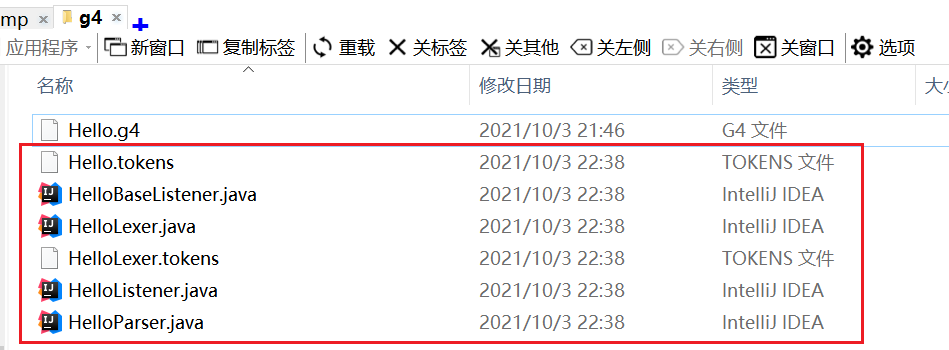 mp × g4 × +
应用程序 新窗口 复制标签 重载 关标签 关其他 关左侧 关右侧 关窗口 选项
名称 修改日期 类型 大小
Hello.g4 2021/10/3 21:46 G4 文件
Hello.tokens 2021/10/3 22:38 TOKENS 文件
HelloBaseListener.java 2021/10/3 22:38 IntelliJ IDEA
HelloLexer.java 2021/10/3 22:38 IntelliJ IDEA
HelloLexer.tokens 2021/10/3 22:38 TOKENS 文件
HelloListener.java 2021/10/3 22:38 IntelliJ IDEA
HelloParser.java 2021/10/3 22:38 IntelliJ IDEA